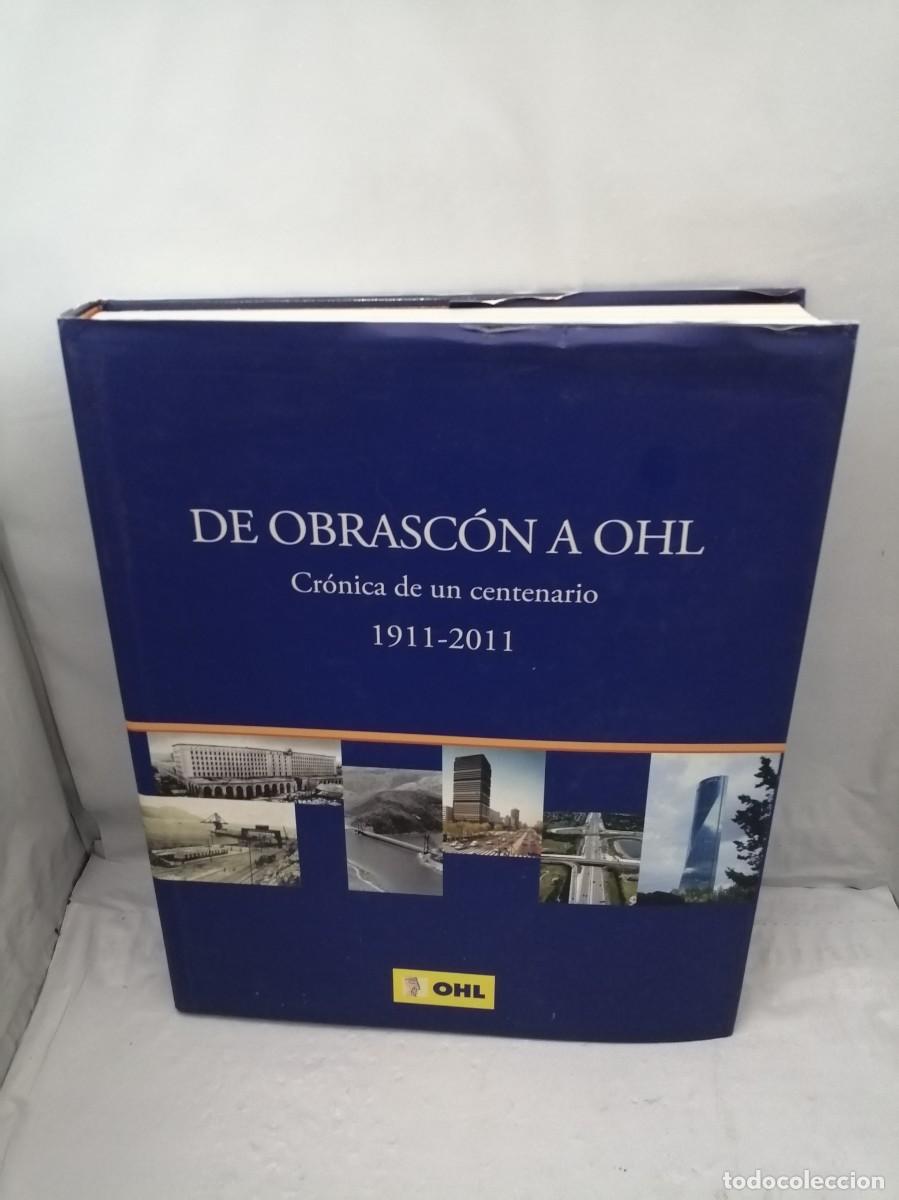 DE OBRASCÓN A OHL
Crónica de un centenario
1911-2011
OHL
todocoleccion